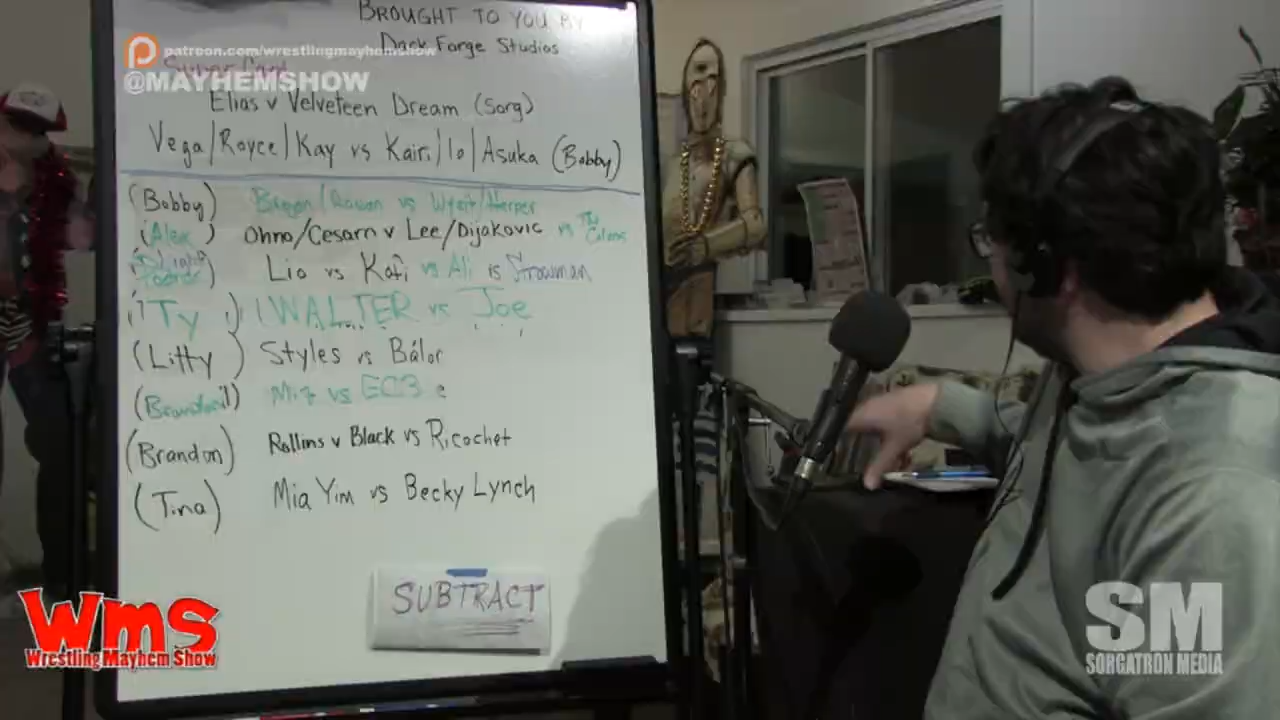 BROUGHT TO YOU BY
Dark Forge Studios
patreon.com/wrestlingmayhemshow
Super Card
@MAYHEMSHOW
Elias v Velveteen Dream (Sorg)
Vega/Royce/Kay vs Kairi/Io/Asuka (Bobby)
(Bobby) Bryan/Rowan vs Wyatt/Harper
(Alex) Ohno/Cesaro v Lee/Dijakovic vs The Colons
Lio vs Kofi vs Ali is Strowman
(Ty) WALTER vs Joe
(Litty) Styles vs Bálor
Miz vs EC3
(Brandon) Rollins v Black vs Ricochet
(Tina) Mia Yim vs Becky Lynch
SUBTRACT
WMS
Wrestling Mayhem Show
SM
SORGATRON MEDIA